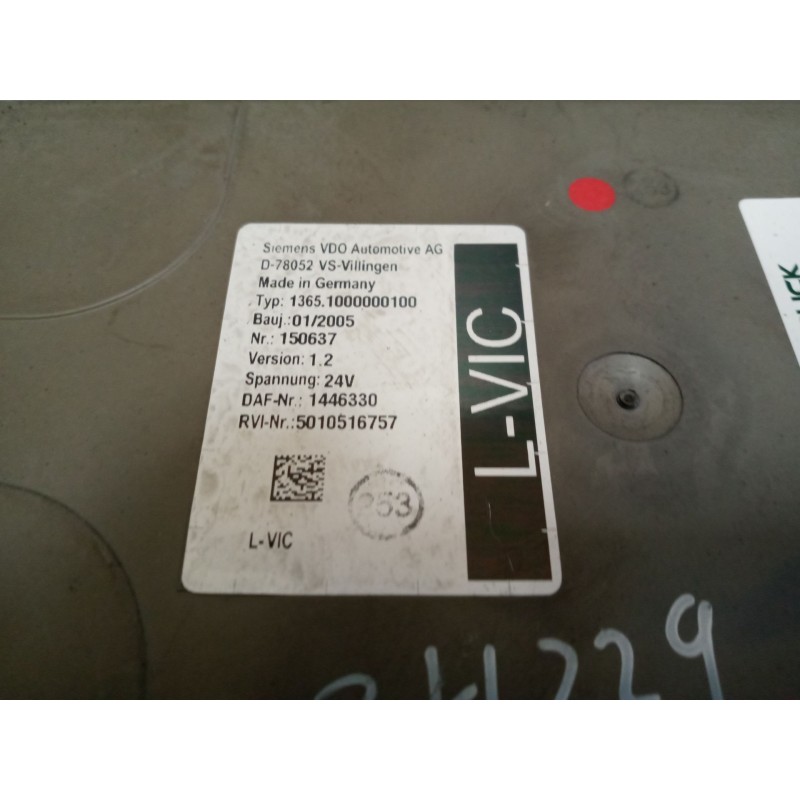 Siemens VDO Automotive AG
D-78052 VS-Villingen
Made in Germany
Typ: 1365.1000000100
Bauj.:01/2005
Nr.: 150637
Version: 1.2
Spannung: 24V
DAF-Nr.: 1446330
RVI-Nr.:5010516757
253
L-VIC
L-VIC